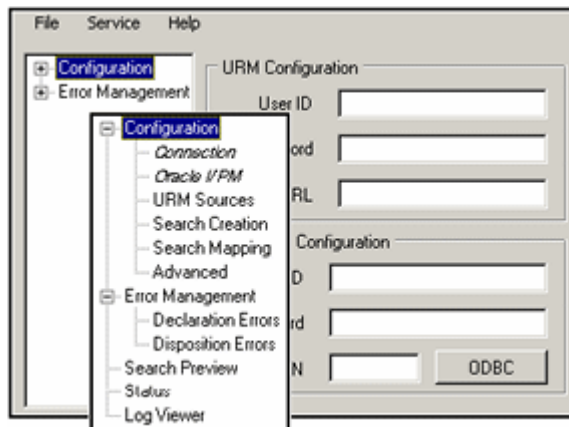 File Service Help
Configuration
Error Management
URM Configuration
User ID
ord
RL
Configuration
D
rd
N
ODBC
Configuration
Connection
Oracle I/PM
URM Sources
Search Creation
Search Mapping
Advanced
Error Management
Declaration Errors
Disposition Errors
Search Preview
Status
Log Viewer